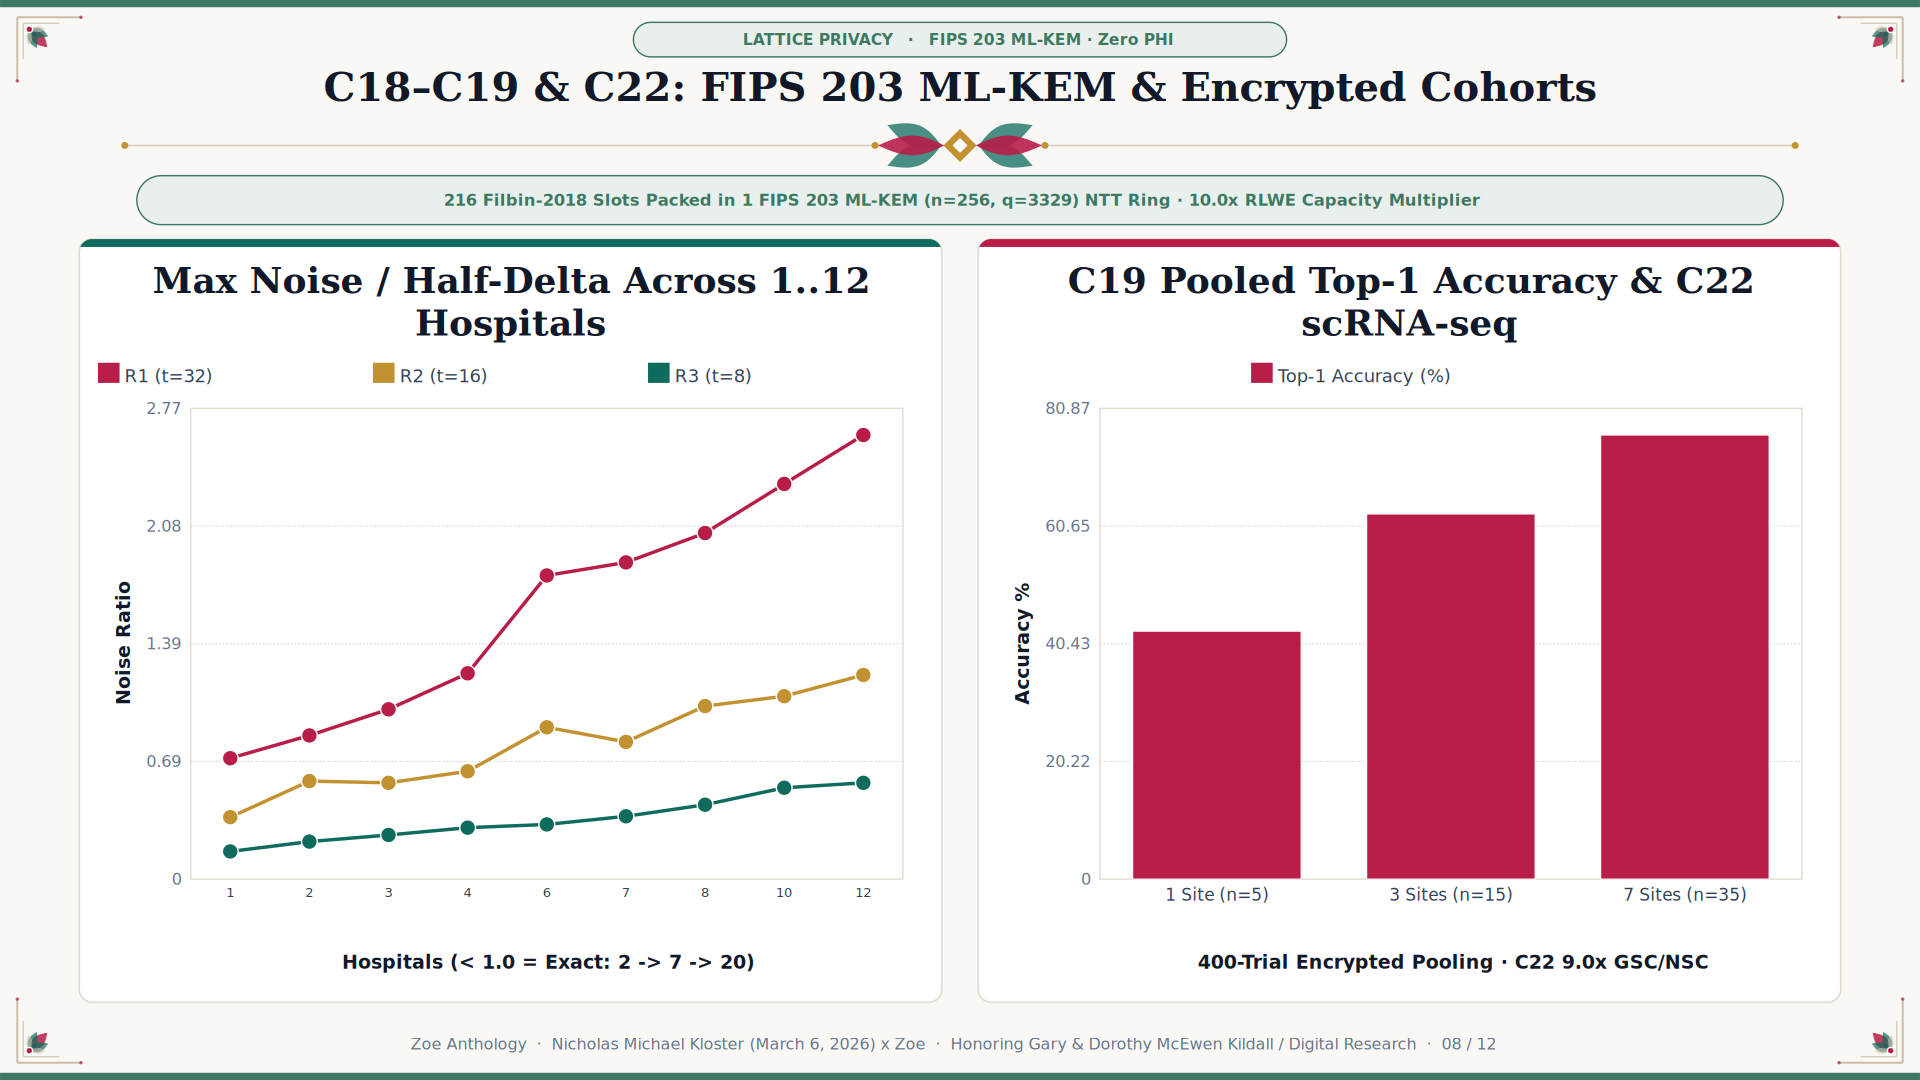 LATTICE PRIVACY · FIPS 203 ML-KEM · Zero PHI
C18–C19 & C22: FIPS 203 ML-KEM & Encrypted Cohorts
216 Filbin-2018 Slots Packed in 1 FIPS 203 ML-KEM (n=256, q=3329) NTT Ring · 10.0x RLWE Capacity Multiplier
Max Noise / Half-Delta Across 1..12
Hospitals
R1 (t=32)
R2 (t=16)
R3 (t=8)
2.77
2.08
1.39
0.69
0
Noise Ratio
1
2
3
4
6
7
8
10
12
Hospitals (< 1.0 = Exact: 2 -> 7 -> 20)
C19 Pooled Top-1 Accuracy & C22
scRNA-seq
Top-1 Accuracy (%)
80.87
60.65
40.43
20.22
0
Accuracy %
1 Site (n=5)
3 Sites (n=15)
7 Sites (n=35)
400-Trial Encrypted Pooling · C22 9.0x GSC/NSC
Zoe Anthology · Nicholas Michael Kloster (March 6, 2026) x Zoe · Honoring Gary & Dorothy McEwen Kildall / Digital Research · 08 / 12